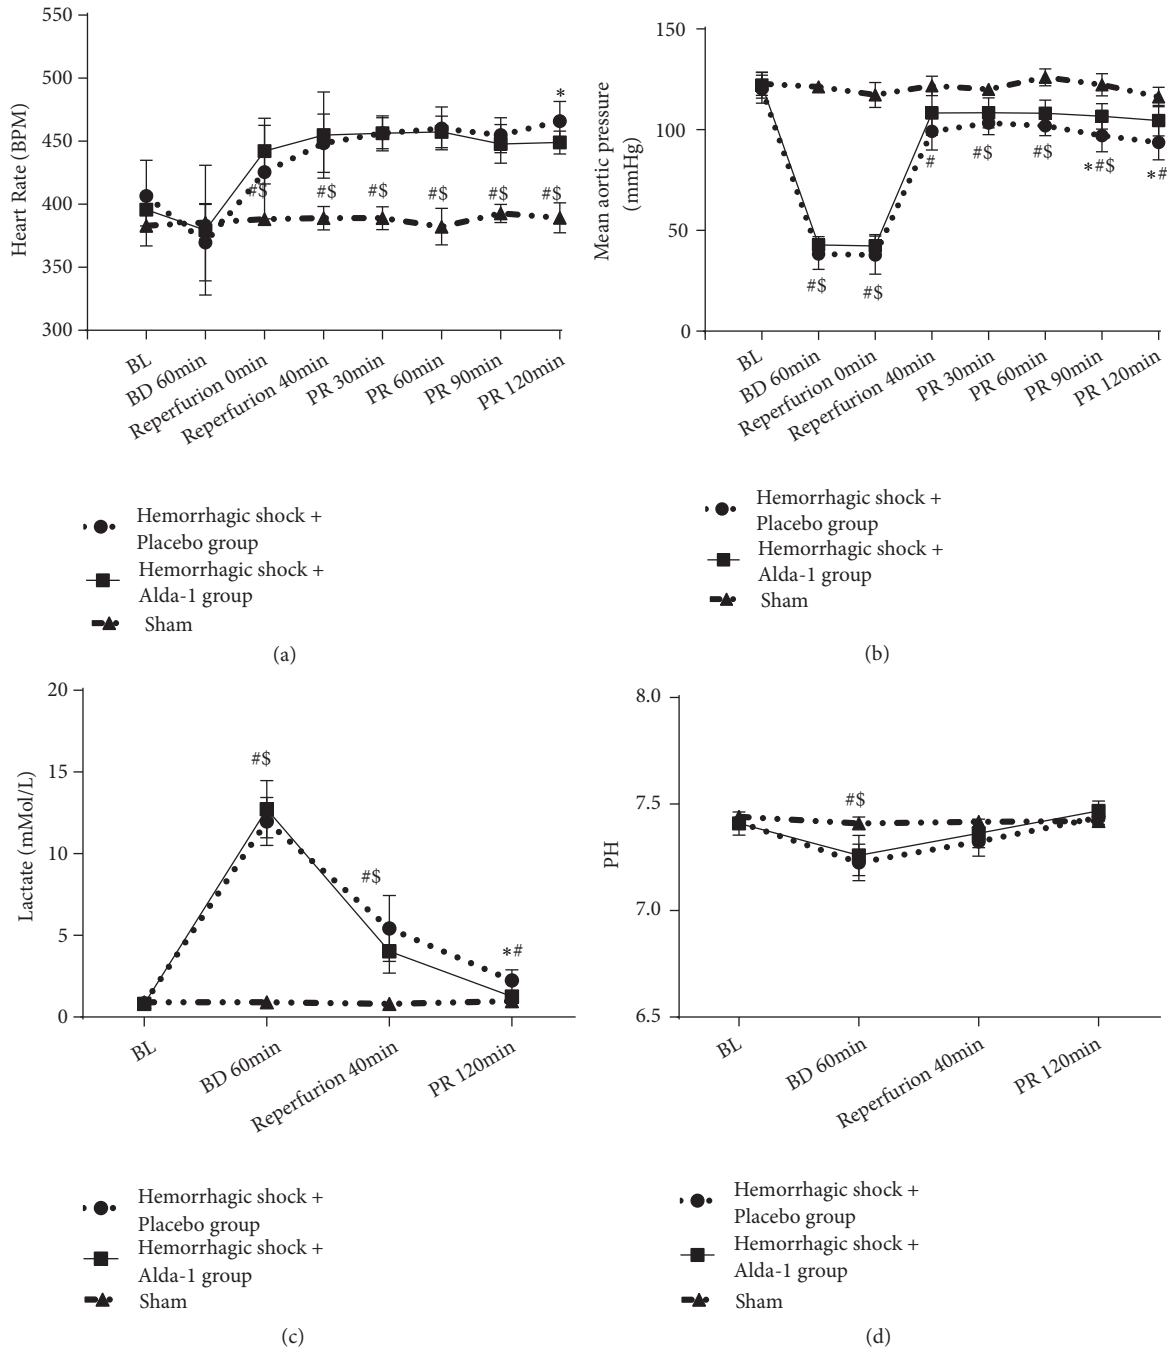 550
500
450
400
350
300
Heart Rate (BPM)
*
#$
#$
#$
#$
#$
#$
BL
BD 60min
Reperfurion 0min
Reperfurion 40min
PR 30min
PR 60min
PR 90min
PR 120min
Hemorrhagic shock +
Placebo group
Hemorrhagic shock +
Alda-1 group
Sham
(a)
150
100
50
0
Mean aortic pressure
(mmHg)
#$
#$
#
#$
#$
*#$
*#
BL
BD 60min
Reperfurion 0min
Reperfurion 40min
PR 30min
PR 60min
PR 90min
PR 120min
Hemorrhagic shock +
Placebo group
Hemorrhagic shock +
Alda-1 group
Sham
(b)
20
15
10
5
0
Lactate (mMol/L)
#$
#$
*#
BL
BD 60min
Reperfurion 40min
PR 120min
Hemorrhagic shock +
Placebo group
Hemorrhagic shock +
Alda-1 group
Sham
(c)
8.0
7.5
7.0
6.5
PH
#$
BL
BD 60min
Reperfurion 40min
PR 120min
Hemorrhagic shock +
Placebo group
Hemorrhagic shock +
Alda-1 group
Sham
(d)